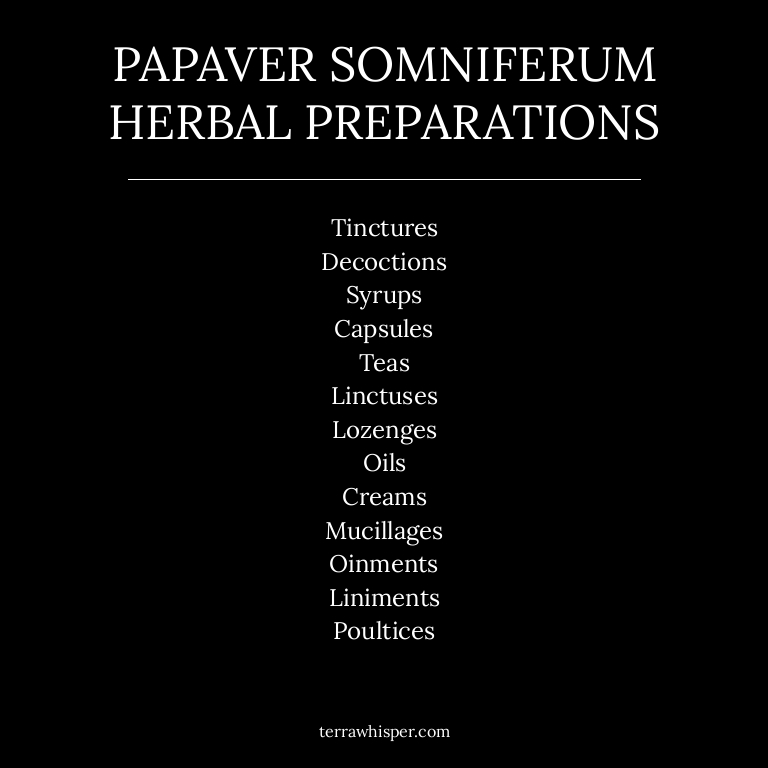 PAPAVER SOMNIFERUM
HERBAL PREPARATIONS
Tinctures
Decoctions
Syrups
Capsules
Teas
Linctuses
Lozenges
Oils
Creams
Mucillages
Oinments
Liniments
Poultices
terrawhisper.com